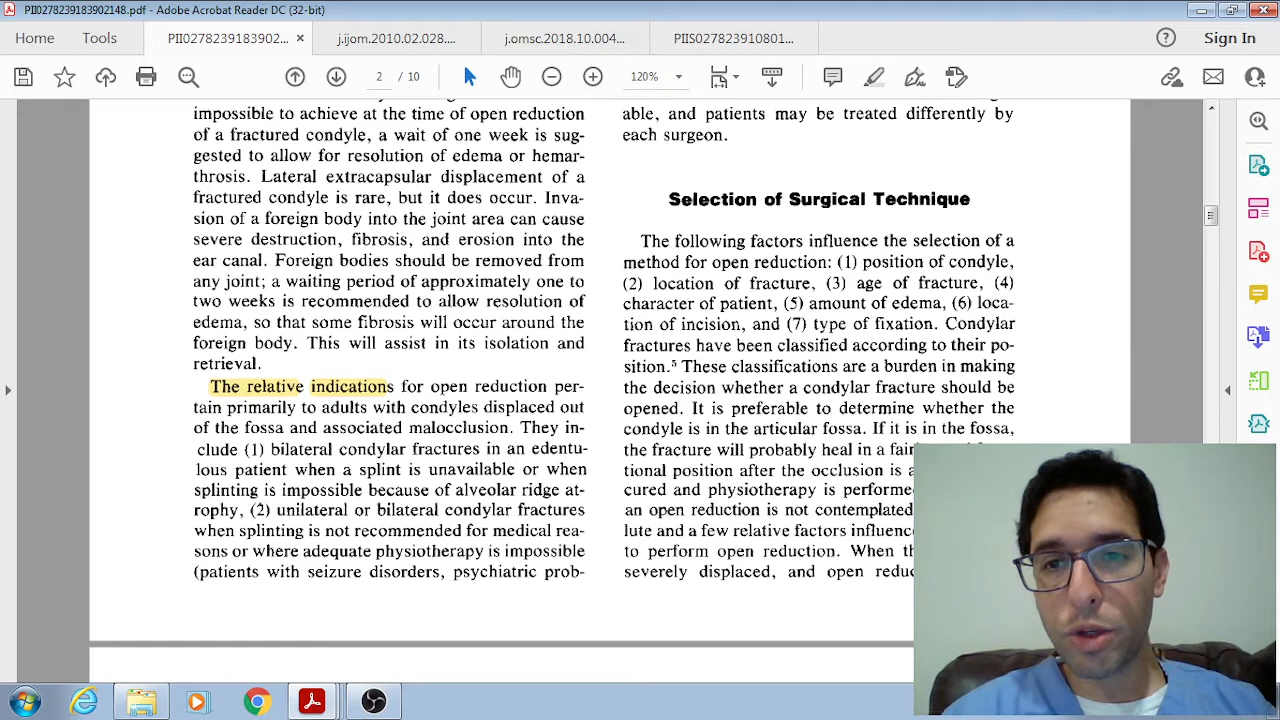 PII0278239183902148.pdf - Adobe Acrobat Reader DC (32-bit)
Home
Tools
PII0278239183902...
j.ijom.2010.02.028....
j.omsc.2018.10.004...
PIIS027823910801...
Sign In
2 / 10
120%
impossible to achieve at the time of open reduction
of a fractured condyle, a wait of one week is sug-
gested to allow for resolution of edema or hemar-
throsis. Lateral extracapsular displacement of a
fractured condyle is rare, but it does occur. Inva-
sion of a foreign body into the joint area can cause
severe destruction, fibrosis, and erosion into the
ear canal. Foreign bodies should be removed from
any joint; a waiting period of approximately one to
two weeks is recommended to allow resolution of
edema, so that some fibrosis will occur around the
foreign body. This will assist in its isolation and
retrieval.
The relative indications for open reduction per-
tain primarily to adults with condyles displaced out
of the fossa and associated malocclusion. They in-
clude (1) bilateral condylar fractures in an edentu-
lous patient when a splint is unavailable or when
splinting is impossible because of alveolar ridge at-
rophy, (2) unilateral or bilateral condylar fractures
when splinting is not recommended for medical rea-
sons or where adequate physiotherapy is impossible
(patients with seizure disorders, psychiatric prob-
able, and patients may be treated differently by
each surgeon.
Selection of Surgical Technique
The following factors influence the selection of a
method for open reduction: (1) position of condyle,
(2) location of fracture, (3) age of fracture, (4)
character of patient, (5) amount of edema, (6) loca-
tion of incision, and (7) type of fixation. Condylar
fractures have been classified according to their po-
sition.⁵ These classifications are a burden in making
the decision whether a condylar fracture should be
opened. It is preferable to determine whether the
condyle is in the articular fossa. If it is in the fossa,
the fracture will probably heal in a
tional position after the occlusion is
cured and physiotherapy is performed
an open reduction is not contemplated
lute and a few relative factors influence
to perform open reduction. When
severely displaced, and open